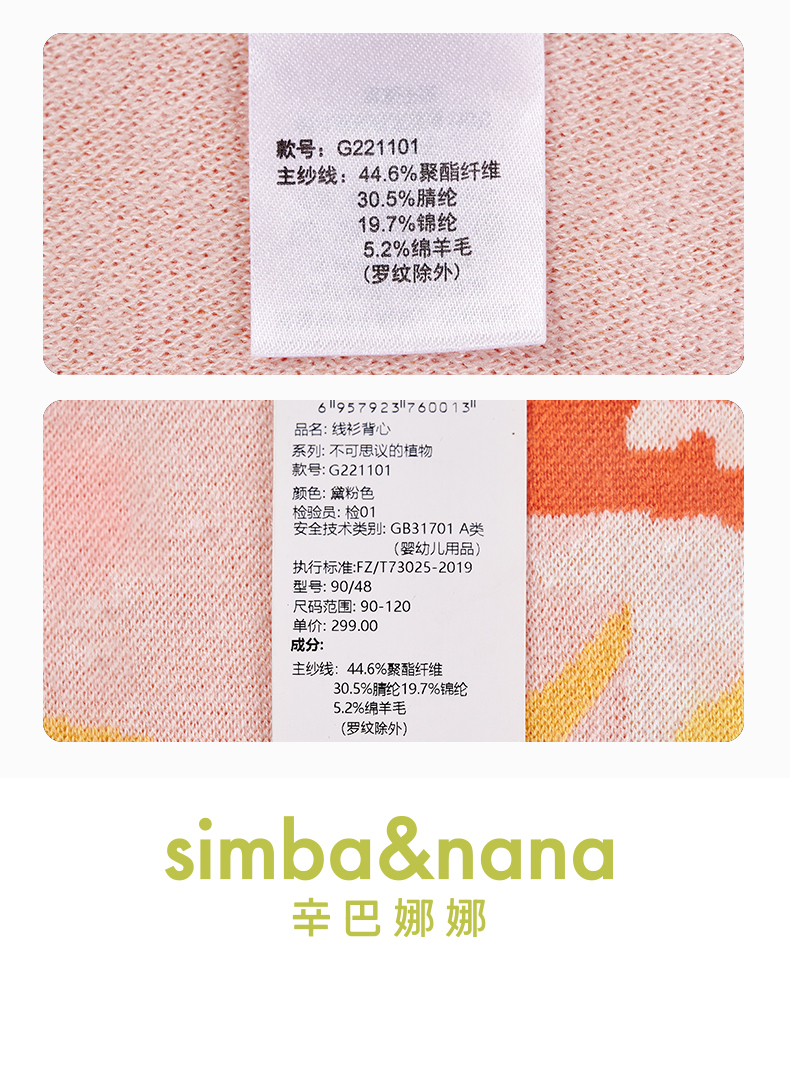 款号：G221101
主纱线：44.6%聚酯纤维
30.5%腈纶
19.7%锦纶
5.2%绵羊毛
（罗纹除外）
6 957923 760013
品名: 线衫背心
系列: 不可思议的植物
款号: G221101
颜色: 黛粉色
检验员: 检01
安全技术类别: GB31701 A类
（婴幼儿用品）
执行标准:FZ/T73025-2019
型号: 90/48
尺码范围: 90-120
单价: 299.00
成分:
主纱线：44.6%聚酯纤维
30.5%腈纶19.7%锦纶
5.2%绵羊毛
（罗纹除外）
simba&nana
辛巴娜娜